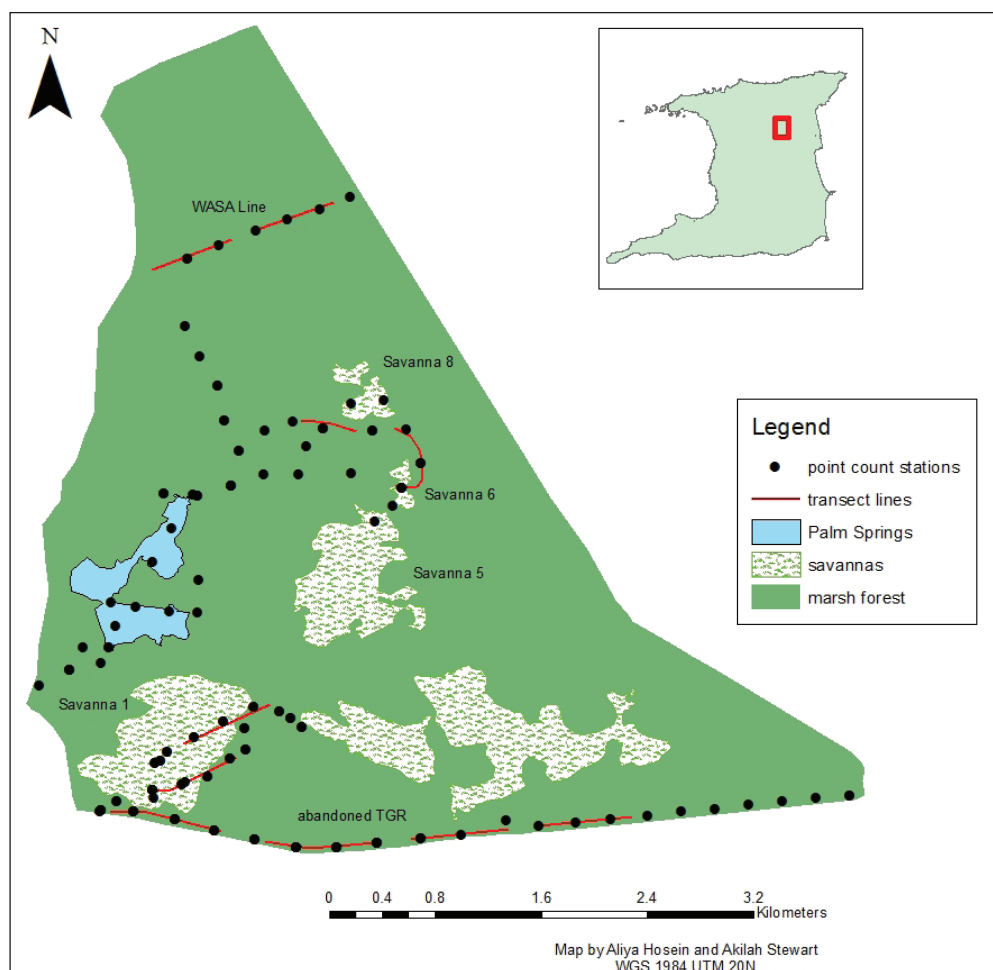 N
WASA Line
Savanna 8
Savanna 6
Savanna 5
Savanna 1
abandoned TGR
Legend
point count stations
transect lines
Palm Springs
savannas
marsh forest
0 0.4 0.8 1.6 2.4 3.2
Kilometers
Map by Aliya Hosein and Akilah Stewart
WGS 1984 UTM 20N